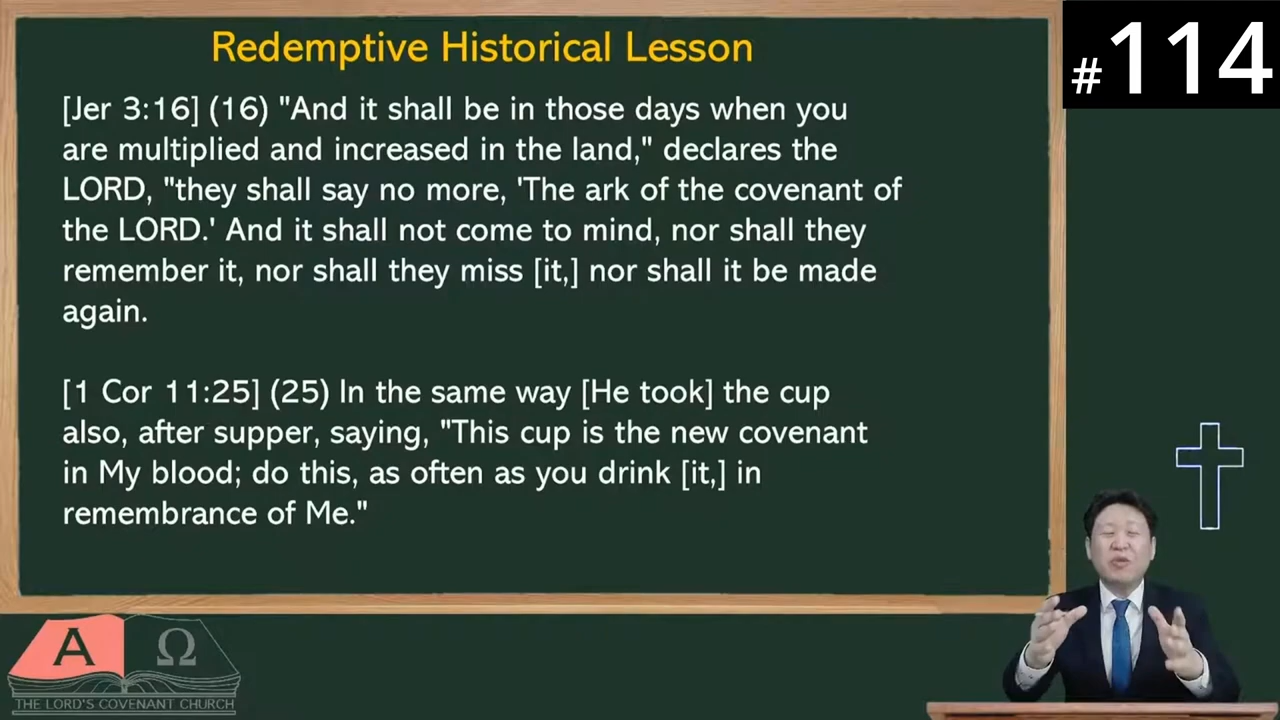 Redemptive Historical Lesson
#114
[Jer 3:16] (16) "And it shall be in those days when you
are multiplied and increased in the land," declares the
LORD, "they shall say no more, 'The ark of the covenant of
the LORD.' And it shall not come to mind, nor shall they
remember it, nor shall they miss [it,] nor shall it be made
again.
[1 Cor 11:25] (25) In the same way [He took] the cup
also, after supper, saying, "This cup is the new covenant
in My blood; do this, as often as you drink [it,] in
remembrance of Me."
Α Ω
THE LORD'S COVENANT CHURCH